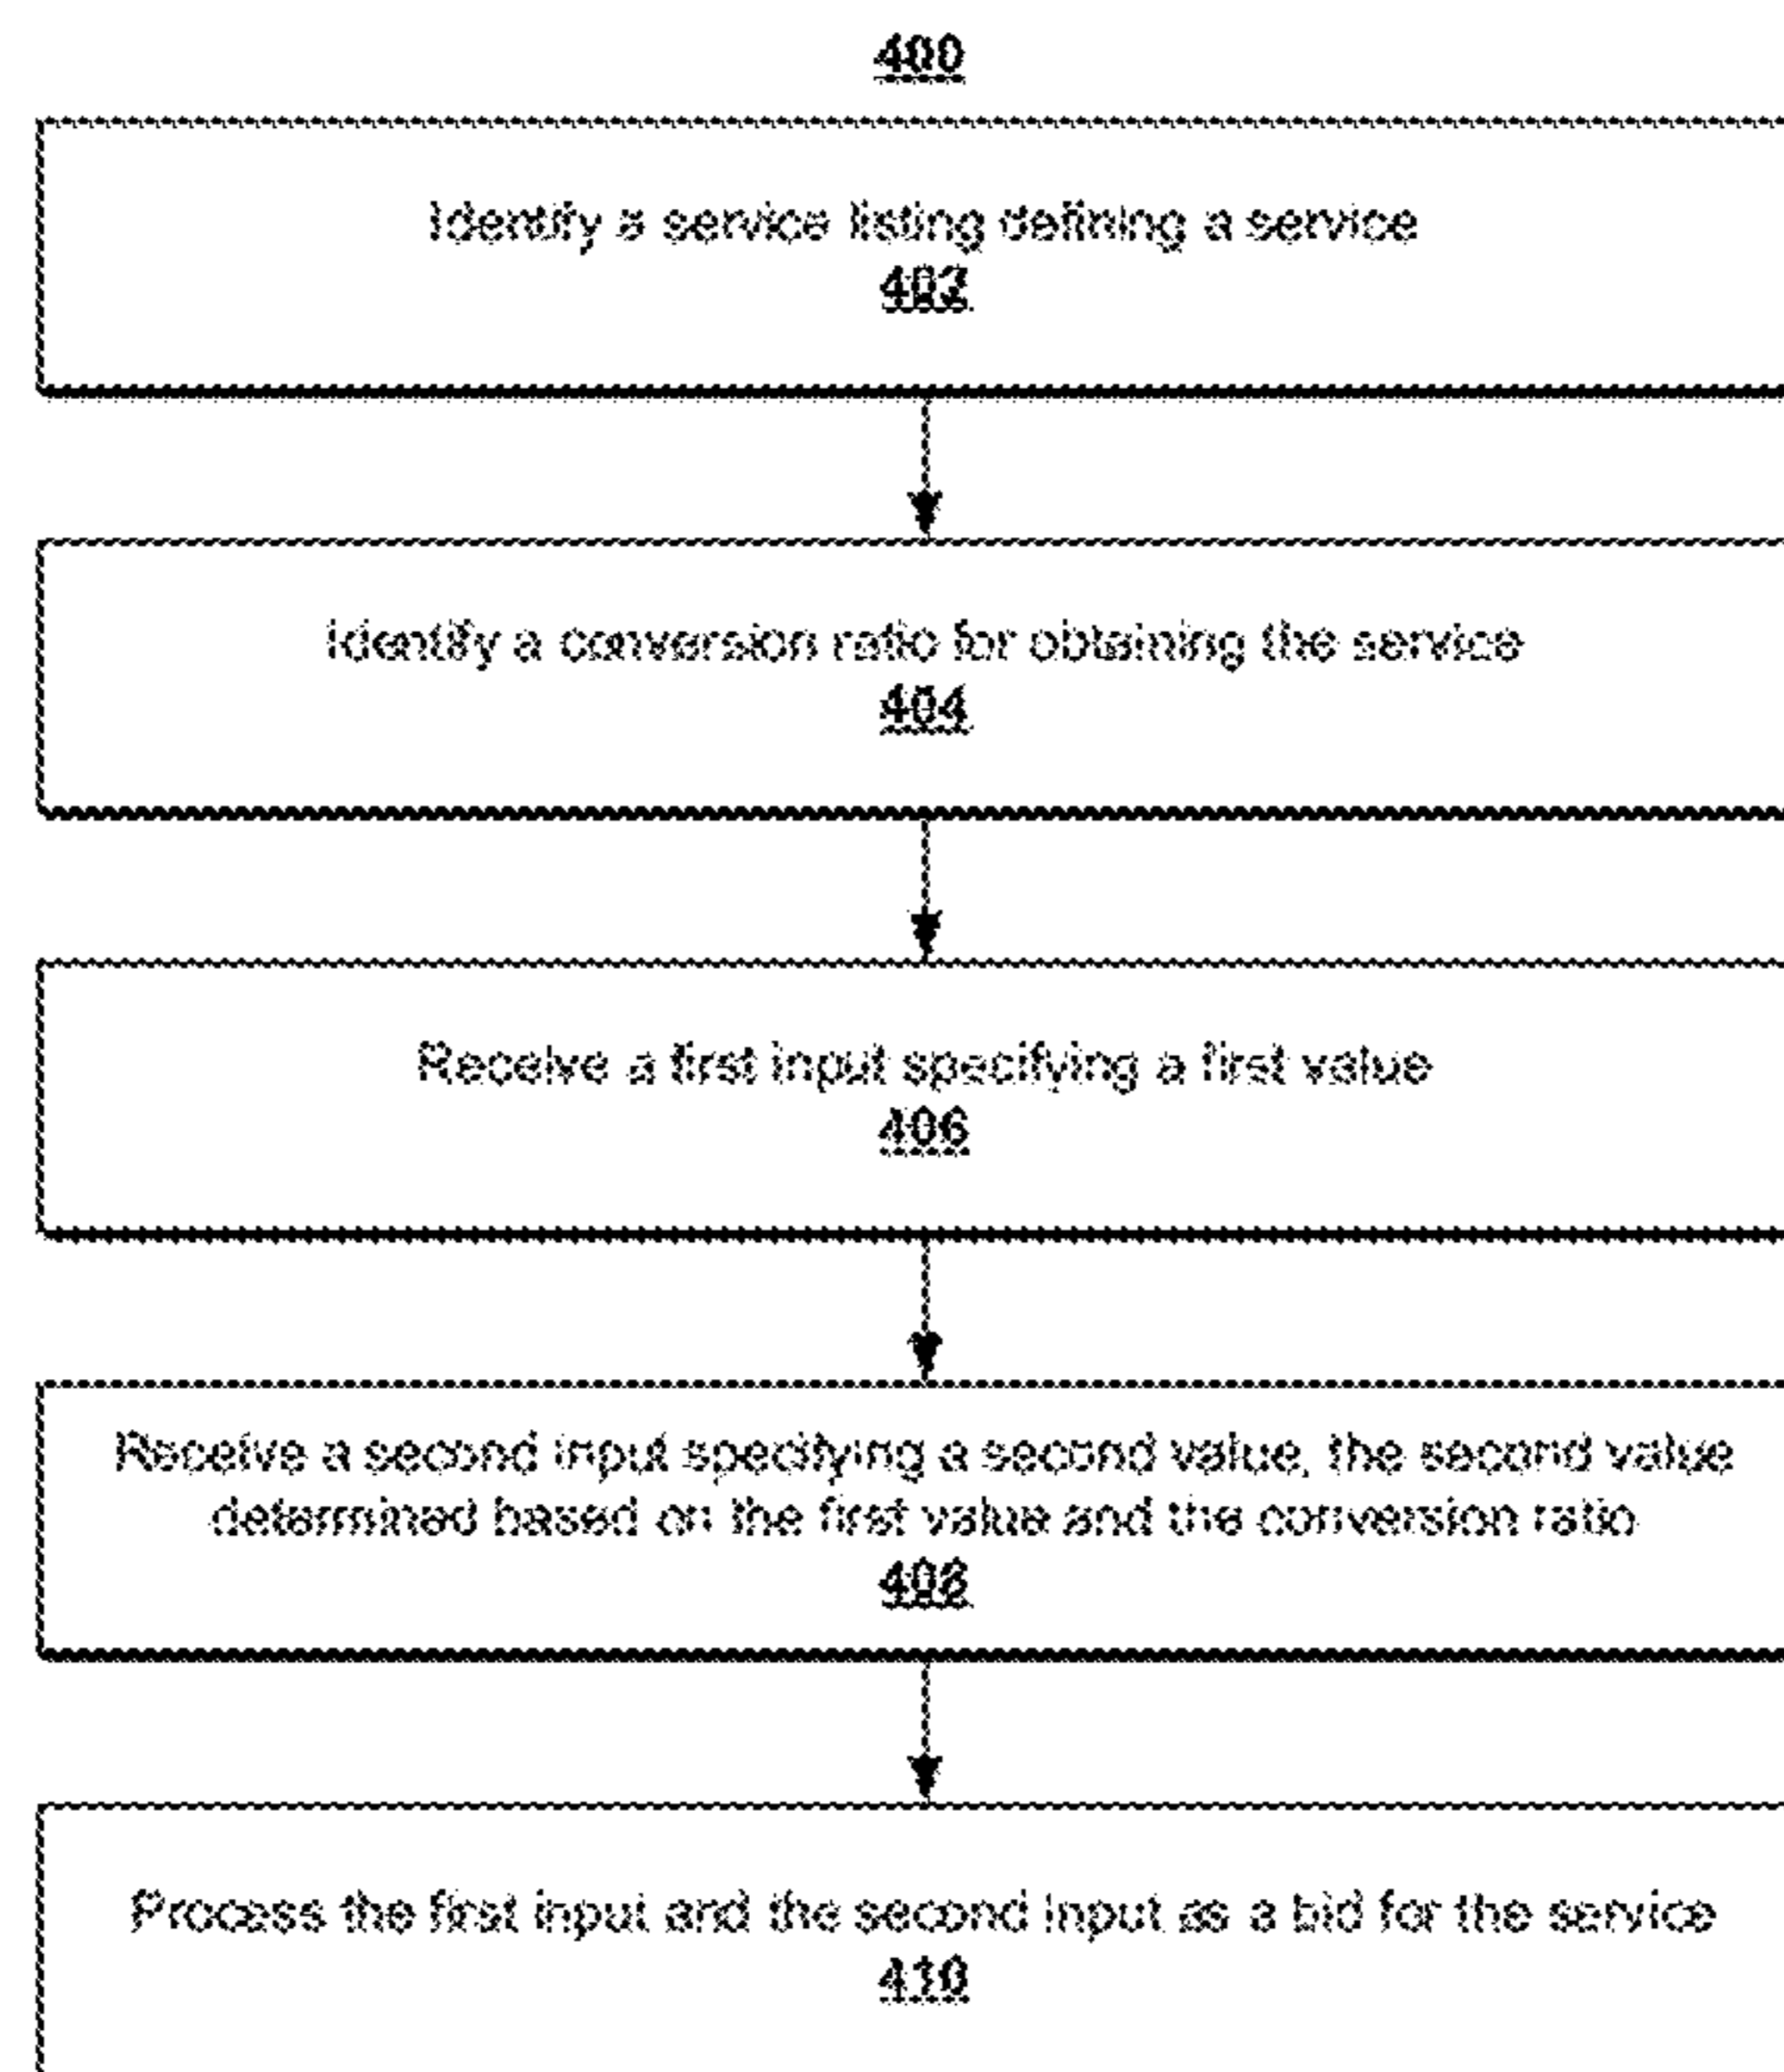 400
Identify a service listing defining a service
402
Identify a conversion ratio for obtaining the service
404
Receive a first input specifying a first value
406
Receive a second input specifying a second value, the second value
determined based on the first value and the conversion ratio
408
Process the first input and the second input as a bid for the service
410